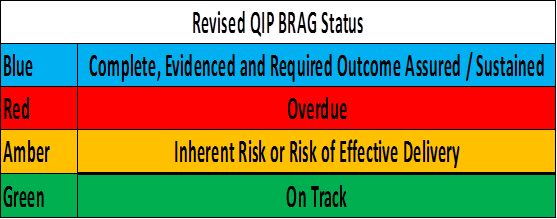 Revised QIP BRAG Status
Blue Complete, Evidenced and Required Outcome Assured / Sustained
Red Overdue
Amber Inherent Risk or Risk of Effective Delivery
Green On Track